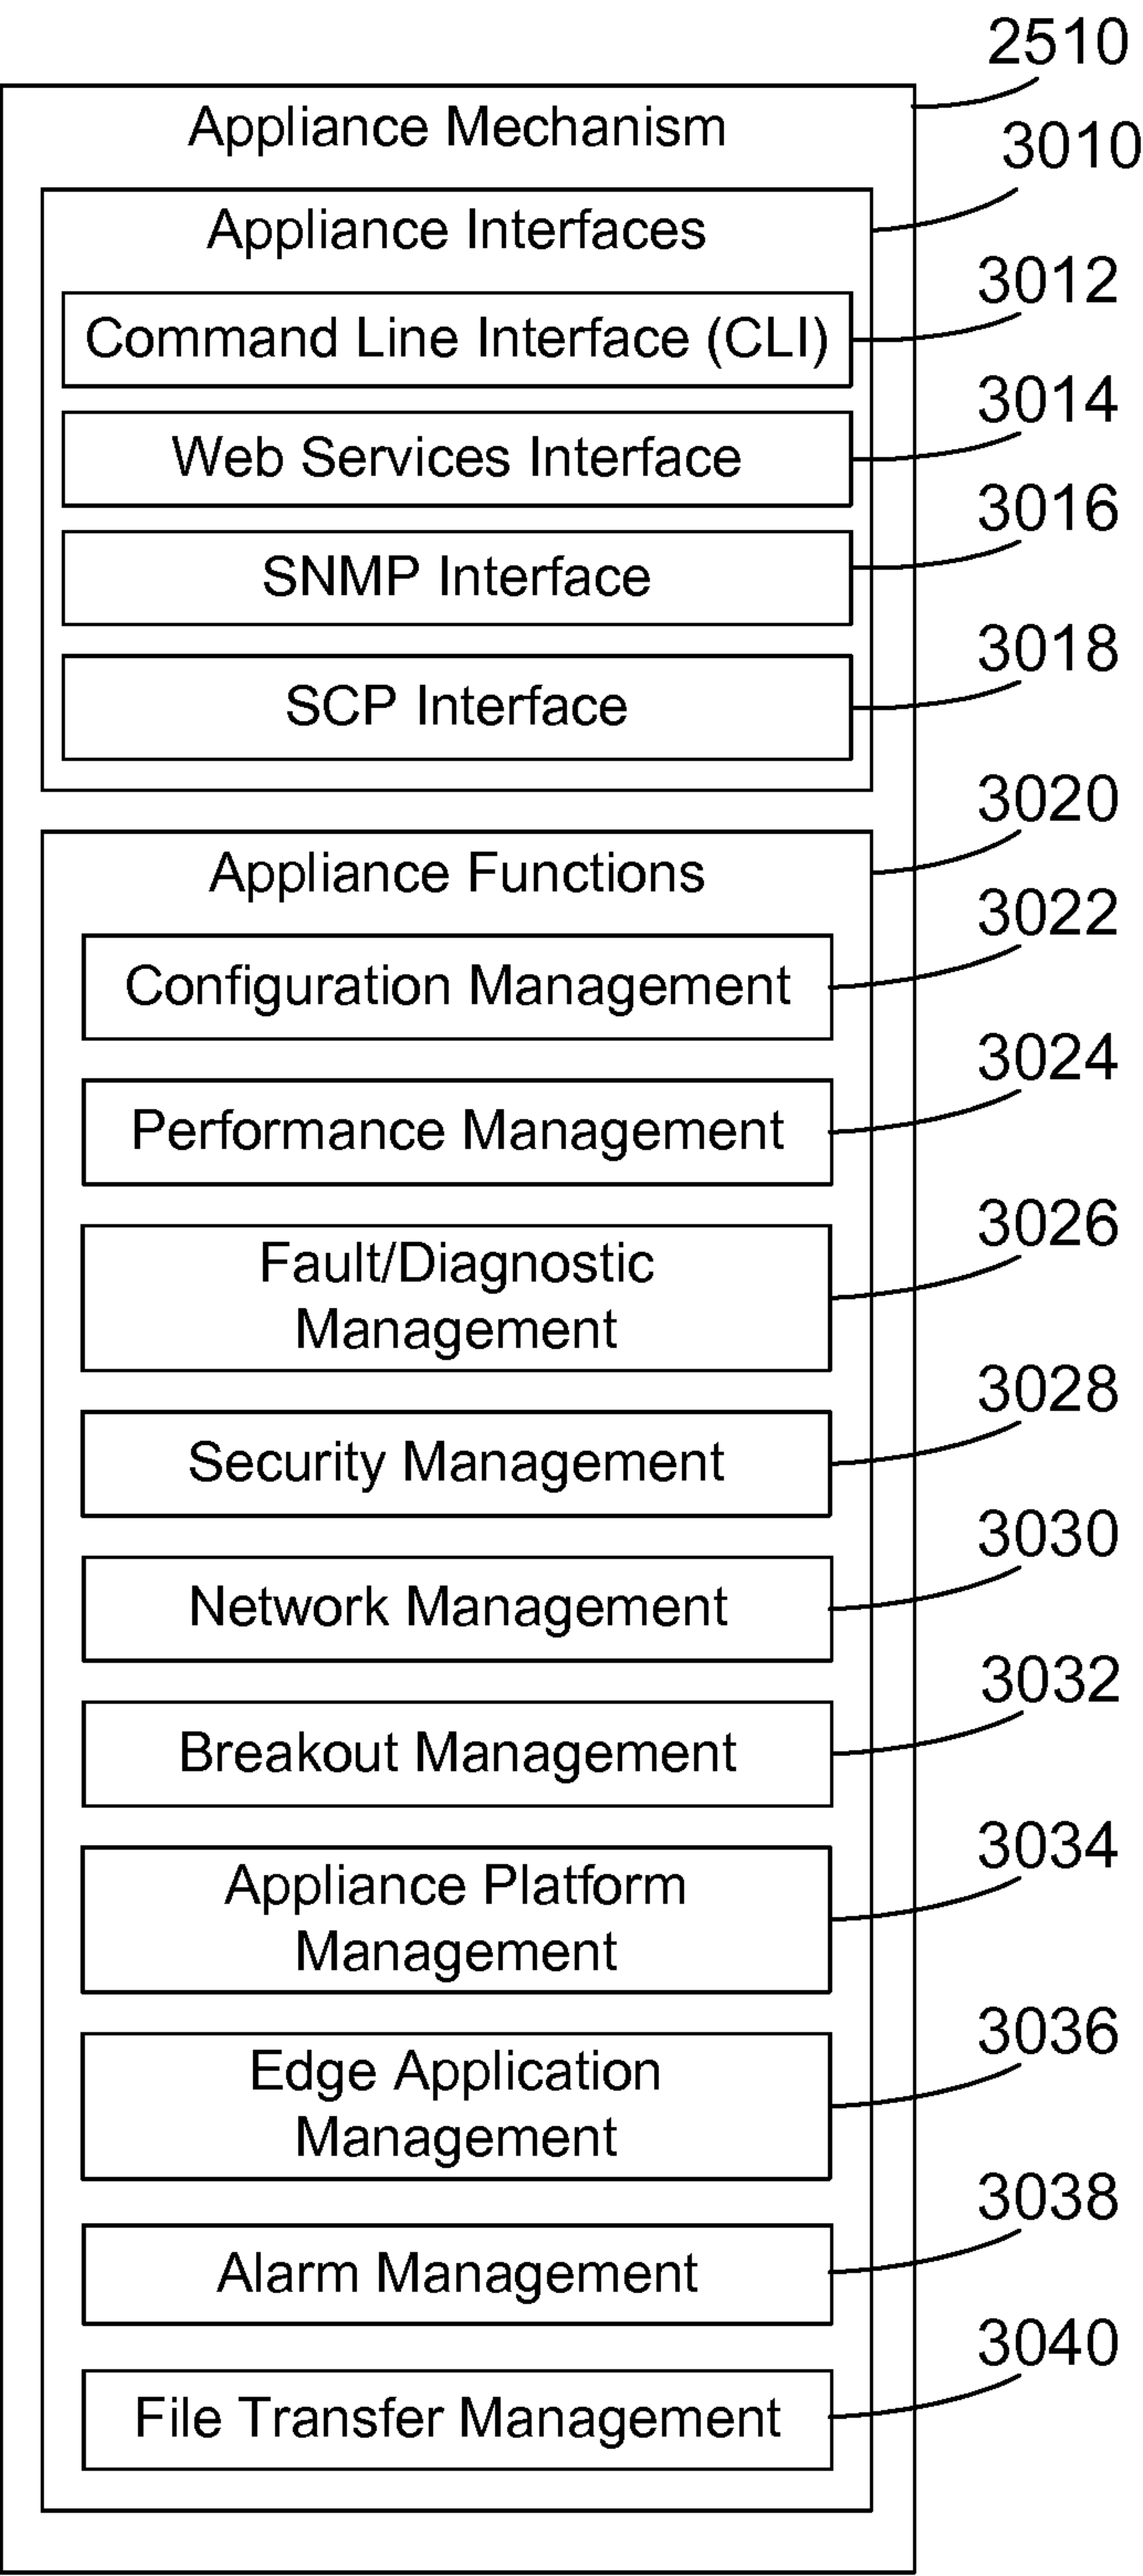 2510
Appliance Mechanism
3010
Appliance Interfaces
3012
Command Line Interface (CLI)
3014
Web Services Interface
3016
SNMP Interface
3018
SCP Interface
3020
Appliance Functions
3022
Configuration Management
3024
Performance Management
3026
Fault/Diagnostic
Management
3028
Security Management
3030
Network Management
3032
Breakout Management
3034
Appliance Platform
Management
3036
Edge Application
Management
3038
Alarm Management
3040
File Transfer Management